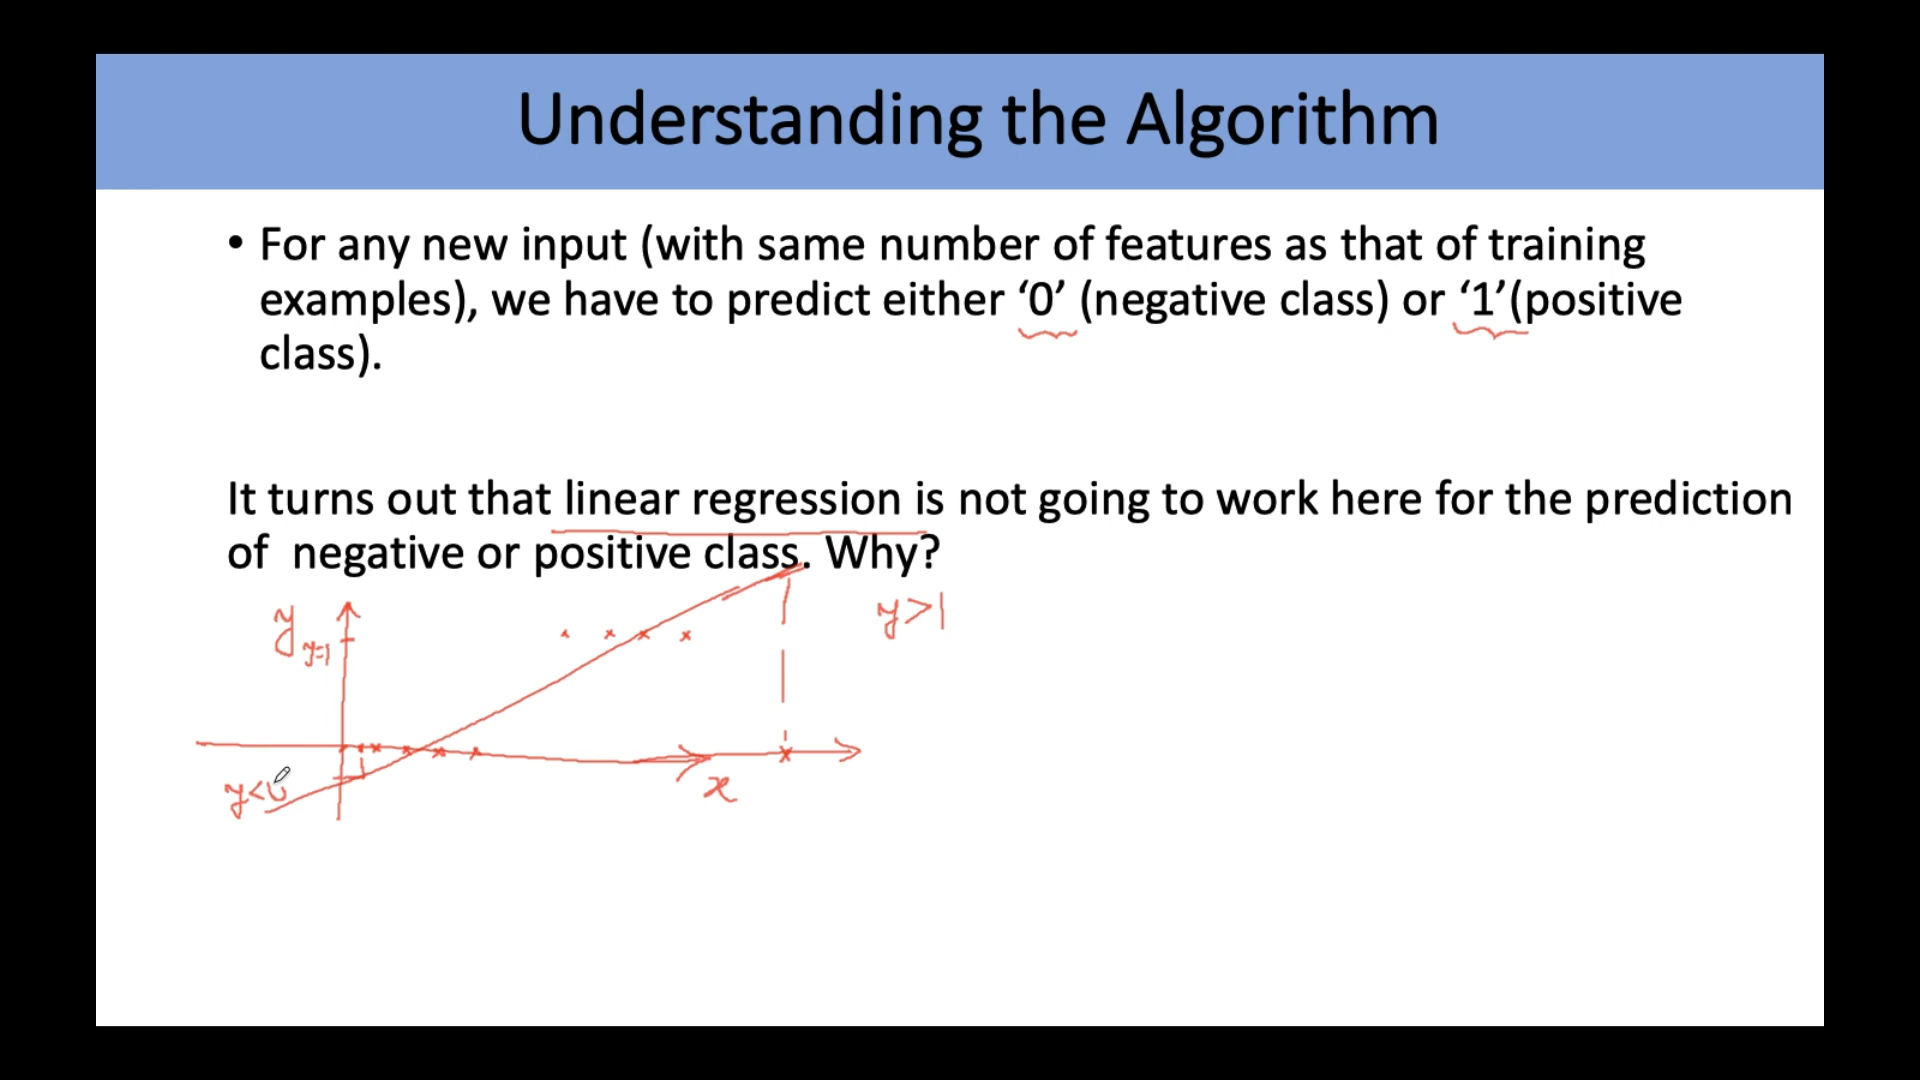 Understanding the Algorithm
• For any new input (with same number of features as that of training
examples), we have to predict either ‘0’ (negative class) or ‘1’(positive
class).
It turns out that linear regression is not going to work here for the prediction
of negative or positive class. Why?
y
y=1
y>1
x
y<0